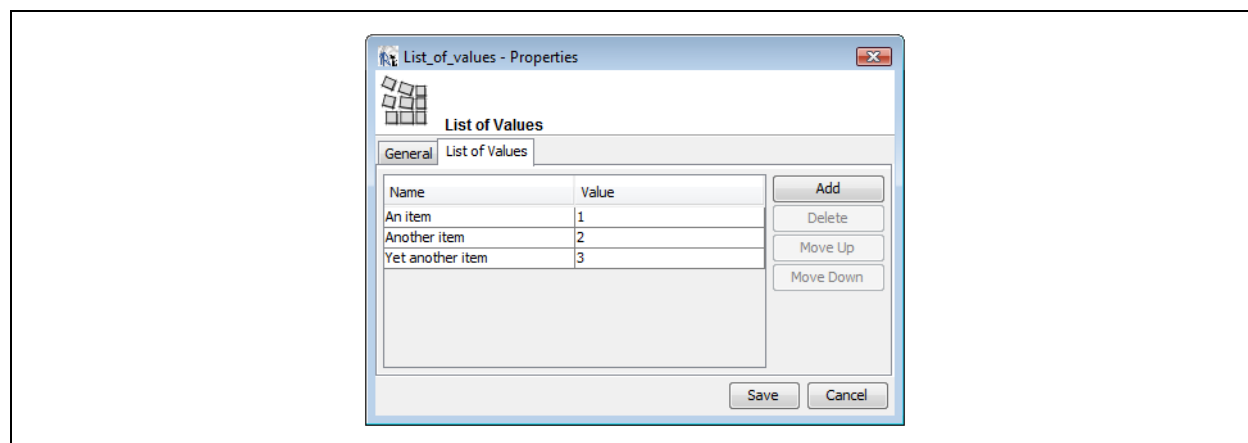 List_of_values - Properties
List of Values
General List of Values
Name Value Add
An item 1 Delete
Another item 2 Move Up
Yet another item 3 Move Down
Save Cancel